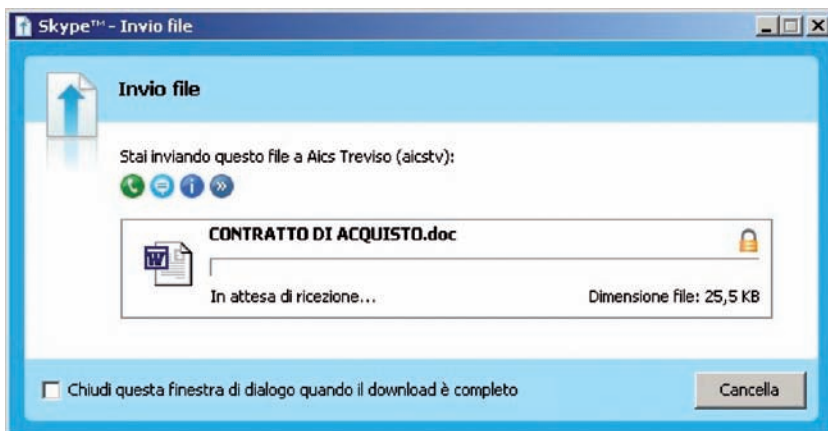 Skype™ - Invio file
Invio file
Stai inviando questo file a Aics Treviso (aicstv):
CONTRATTO DI ACQUISTO.doc
In attesa di ricezione...
Dimensione file: 25,5 KB
Chiudi questa finestra di dialogo quando il download è completo
Cancella